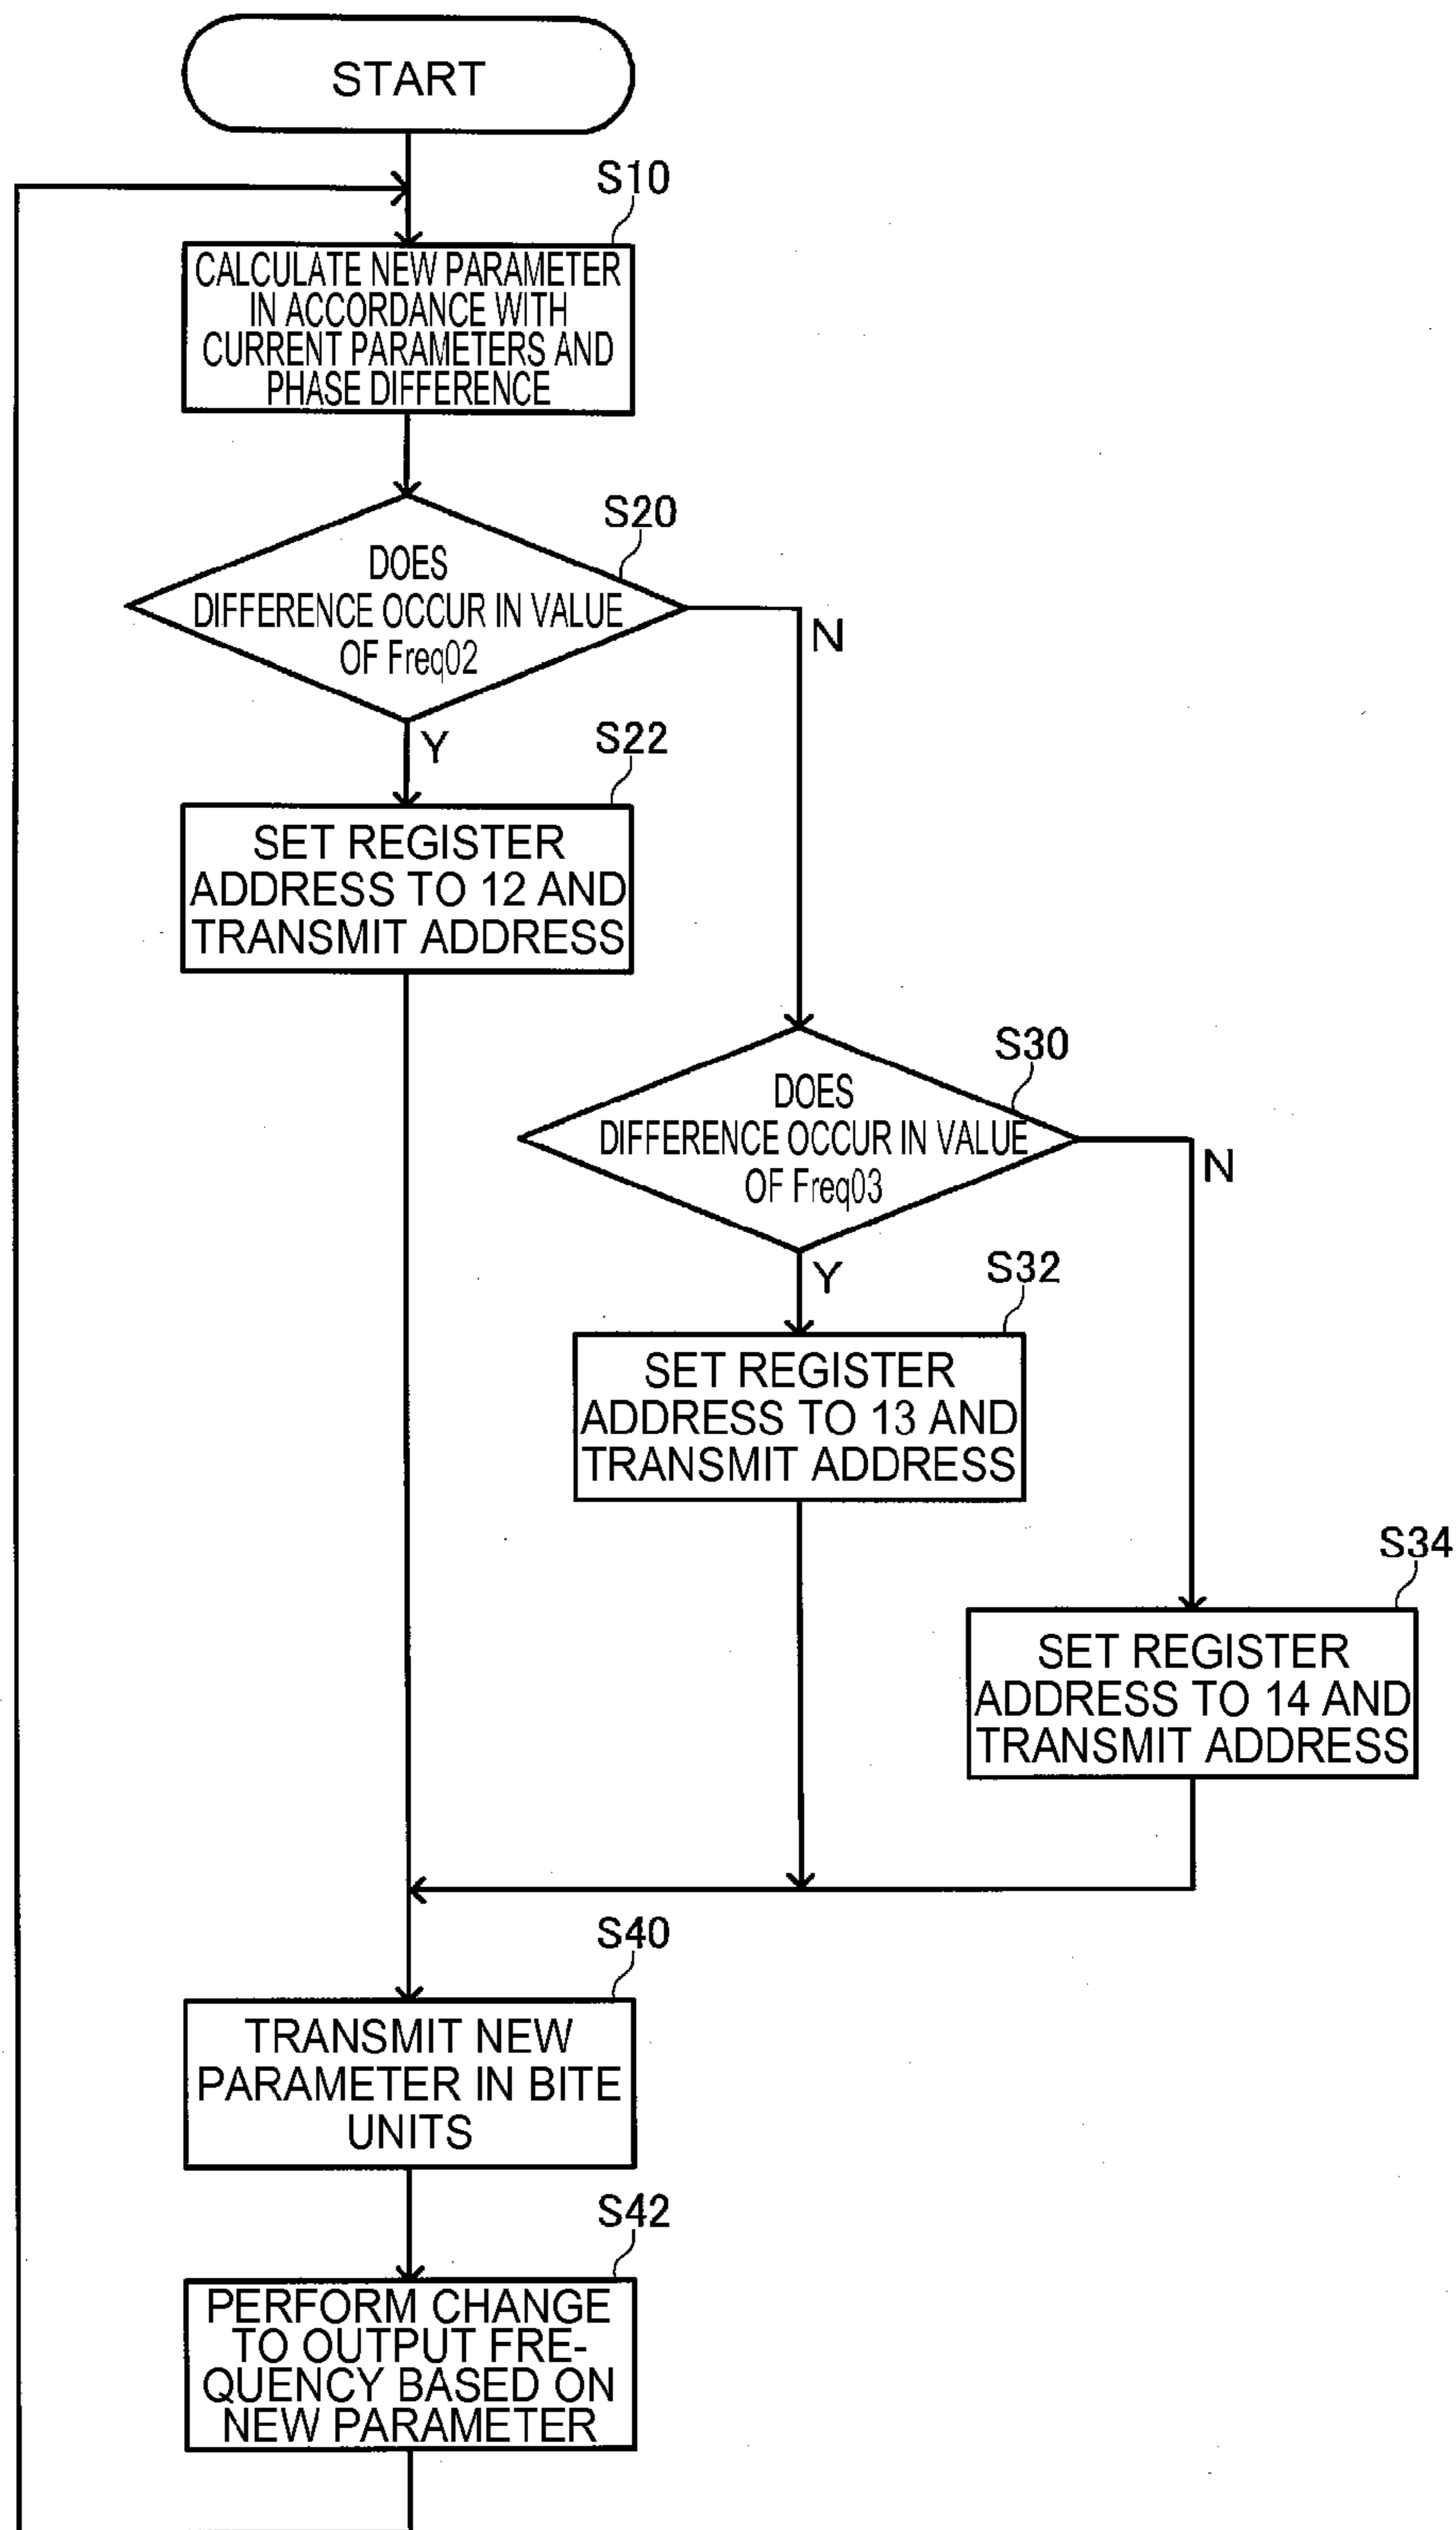 START
S10
CALCULATE NEW PARAMETER
IN ACCORDANCE WITH
CURRENT PARAMETERS AND
PHASE DIFFERENCE
S20
DOES
DIFFERENCE OCCUR IN VALUE
OF Freq02
N
Y
S22
SET REGISTER
ADDRESS TO 12 AND
TRANSMIT ADDRESS
S30
DOES
DIFFERENCE OCCUR IN VALUE
OF Freq03
N
Y
S32
SET REGISTER
ADDRESS TO 13 AND
TRANSMIT ADDRESS
S34
SET REGISTER
ADDRESS TO 14 AND
TRANSMIT ADDRESS
S40
TRANSMIT NEW
PARAMETER IN BITE
UNITS
S42
PERFORM CHANGE
TO OUTPUT FRE-
QUENCY BASED ON
NEW PARAMETER